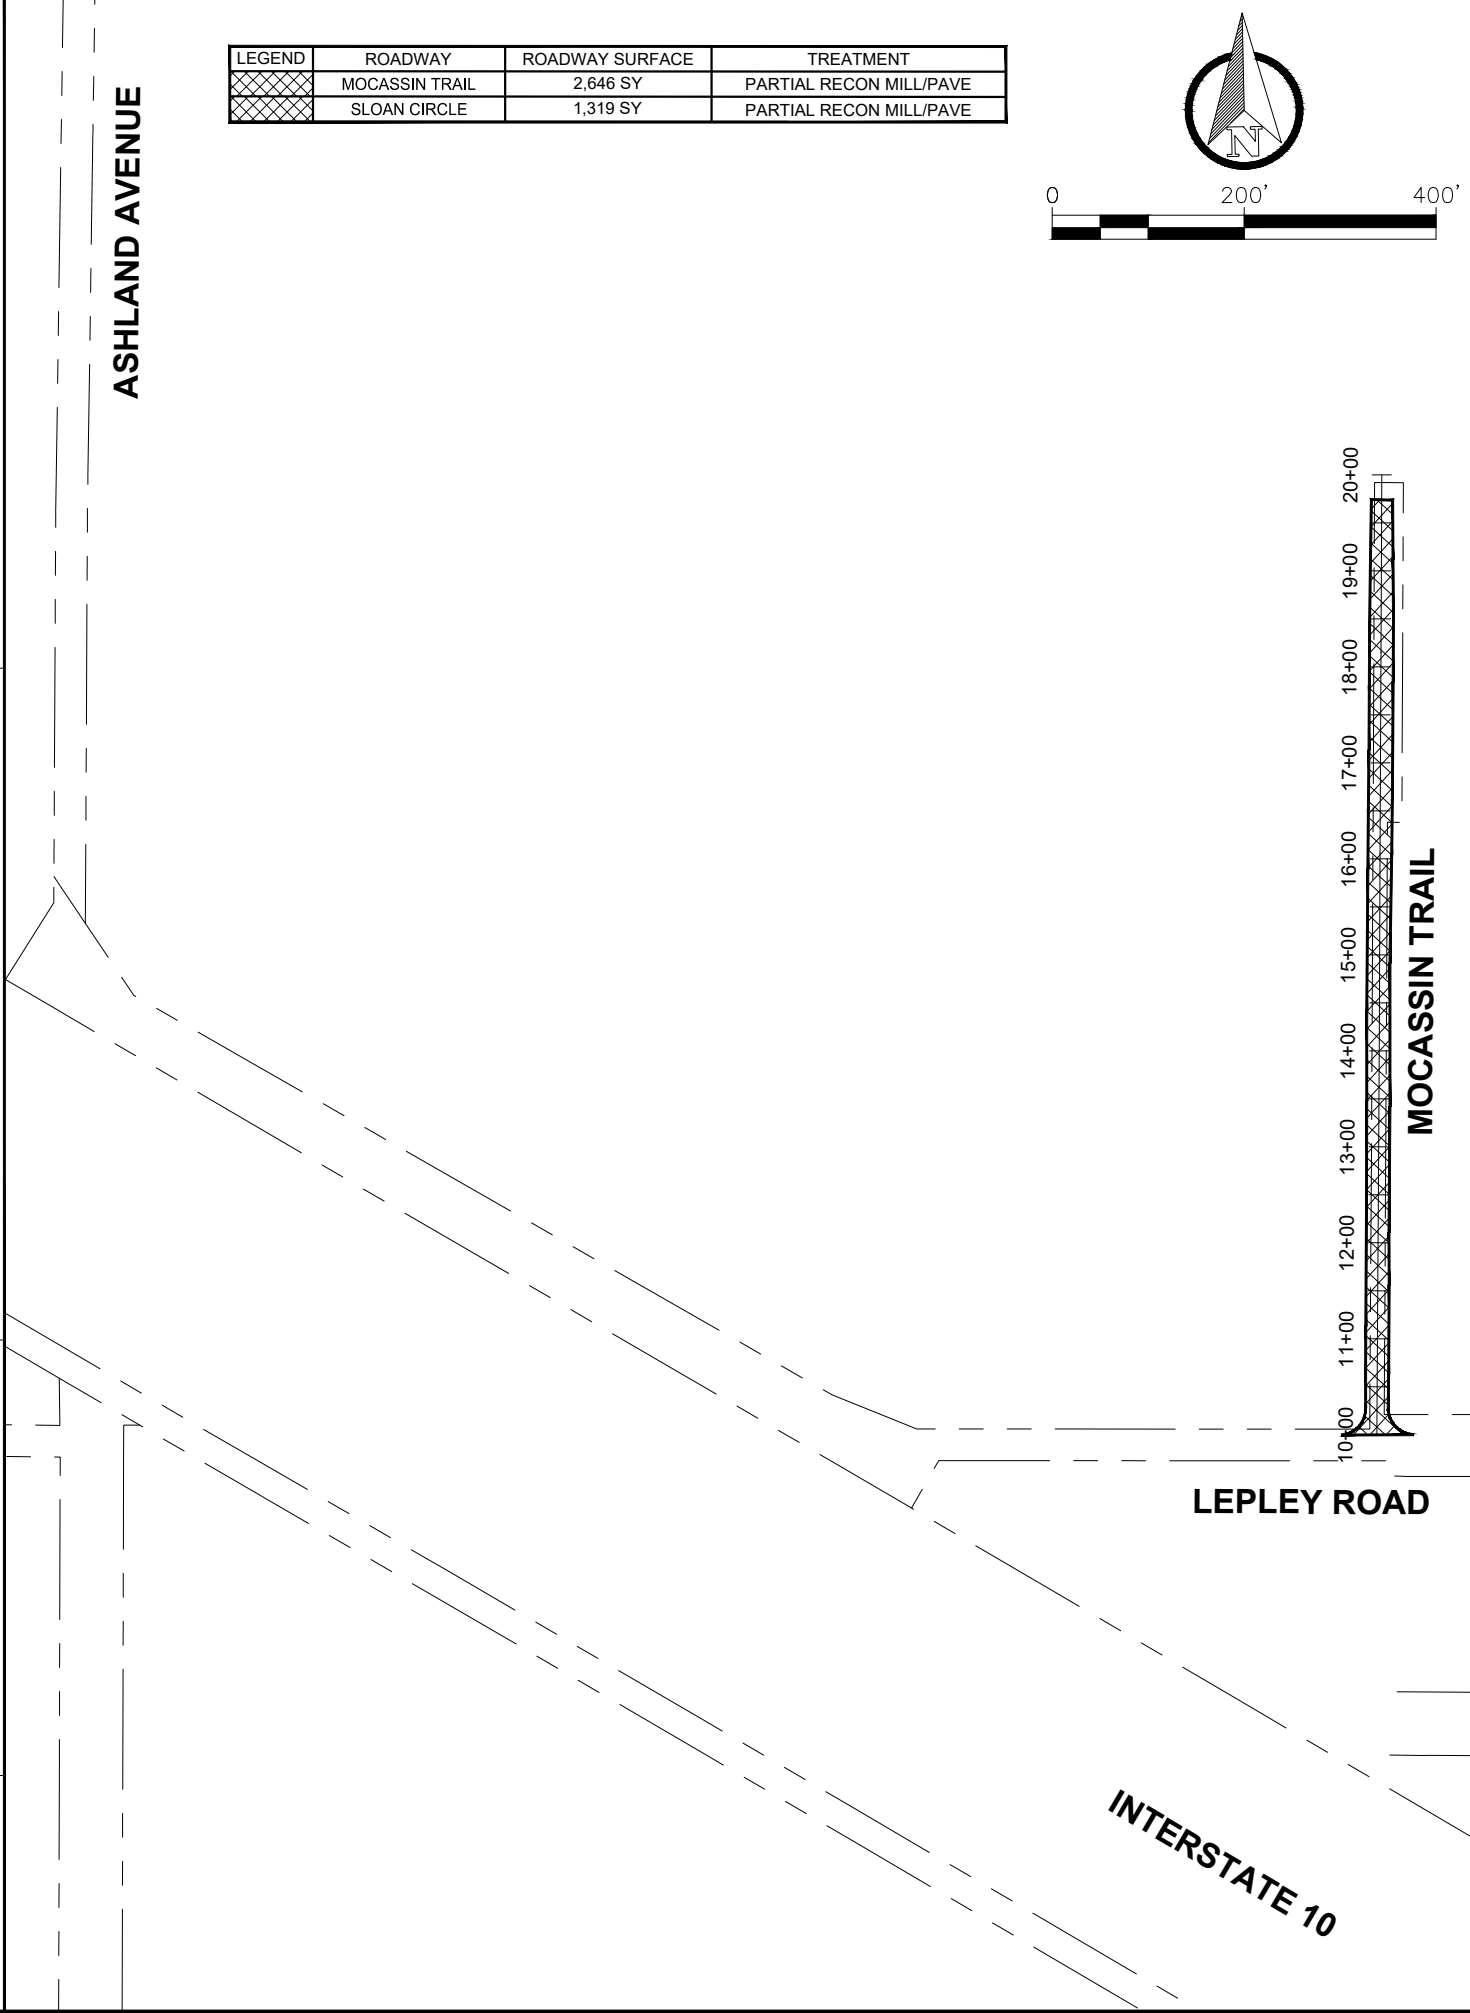 LEGEND ROADWAY ROADWAY SURFACE TREATMENT
MOCASSIN TRAIL 2,646 SY PARTIAL RECON MILL/PAVE
SLOAN CIRCLE 1,319 SY PARTIAL RECON MILL/PAVE
N
0 200' 400'
ASHLAND AVENUE
20+00
19+00
18+00
17+00
16+00
15+00
14+00
13+00
12+00
11+00
10+00
MOCASSIN TRAIL
LEPLEY ROAD
INTERSTATE 10